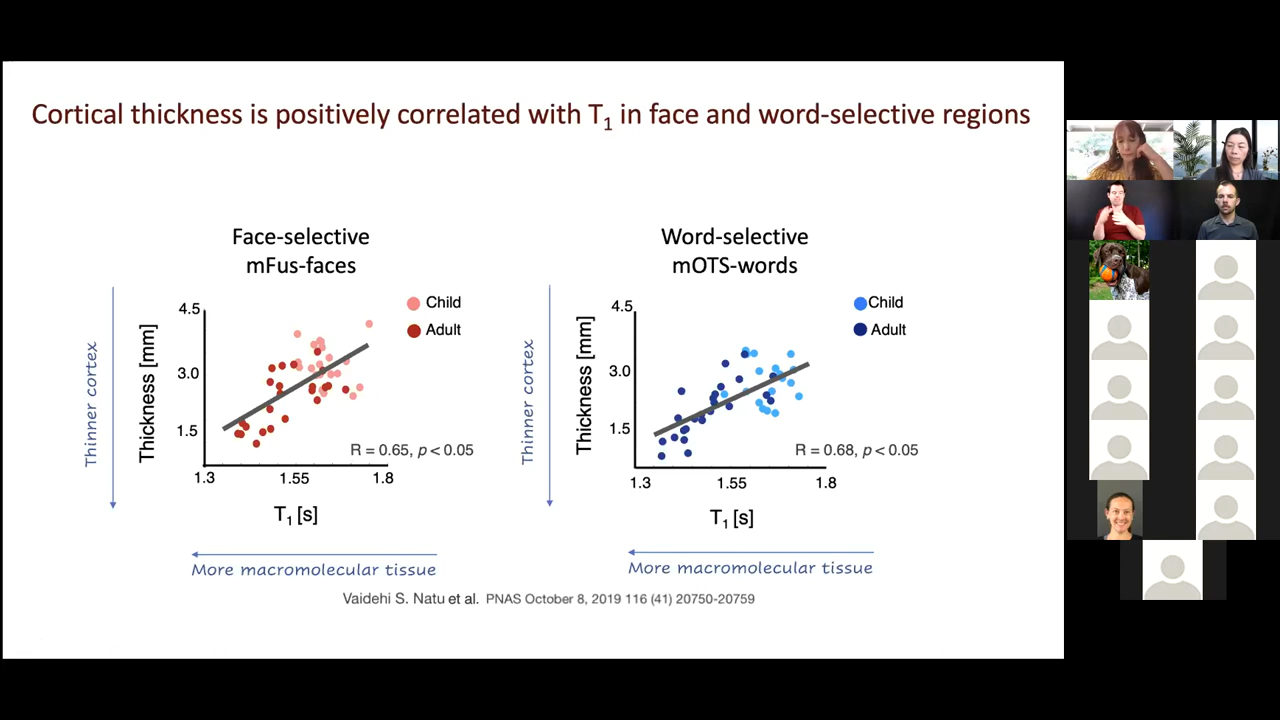 Cortical thickness is positively correlated with T1 in face and word-selective regions
Face-selective
mFus-faces
Thinner cortex
Thickness [mm]
4.5
3.0
1.5
1.3
1.55
1.8
T1 [s]
Child
Adult
R = 0.65, p < 0.05
More macromolecular tissue
Word-selective
mOTS-words
Thinner cortex
Thickness [mm]
4.5
3.0
1.5
1.3
1.55
1.8
T1 [s]
Child
Adult
R = 0.68, p < 0.05
More macromolecular tissue
Vaidehi S. Natu et al. PNAS October 8, 2019 116 (41) 20750-20759